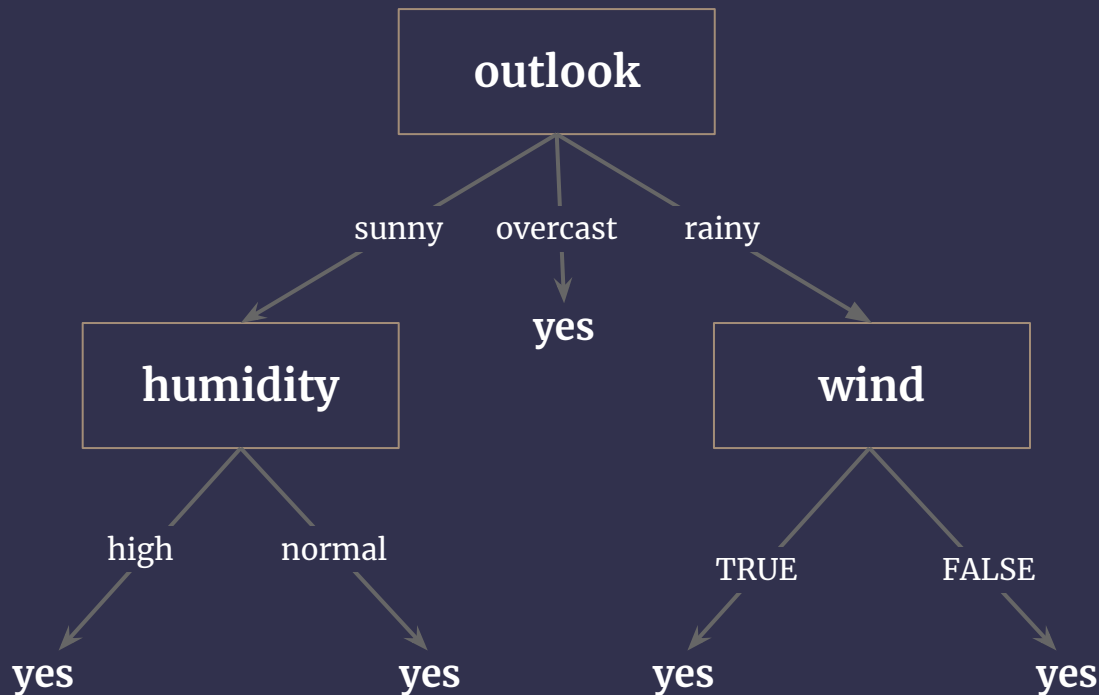 outlook
sunny overcast rainy
yes
humidity
wind
high normal
TRUE FALSE
yes yes yes yes